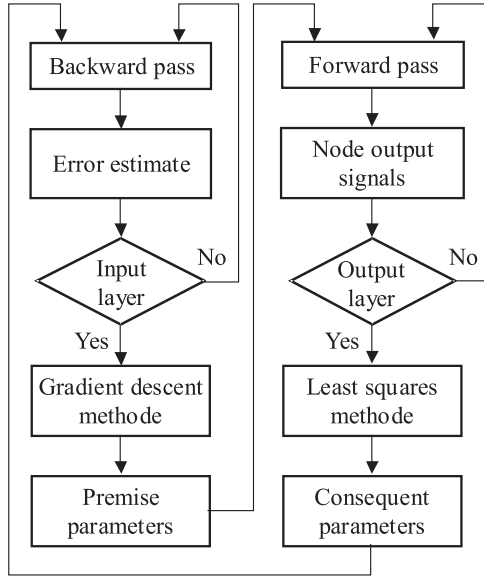 Backward pass
Error estimate
Input
layer
No
Yes
Gradient descent
methode
Premise
parameters
Forward pass
Node output
signals
Output
layer
No
Yes
Least squares
methode
Consequent
parameters